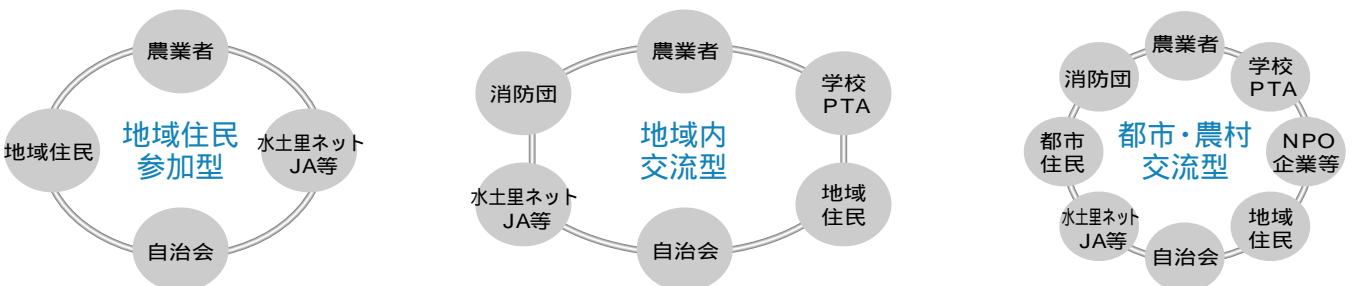 農業者
地域住民
地域住民
参加型
水土里ネット
JA等
自治会
農業者
消防団
学校
PTA
地域内
交流型
水土里ネット
JA等
地域
住民
自治会
農業者
消防団
学校
PTA
都市
住民
都市・農村
交流型
NPO
企業等
水土里ネット
JA等
地域
住民
自治会